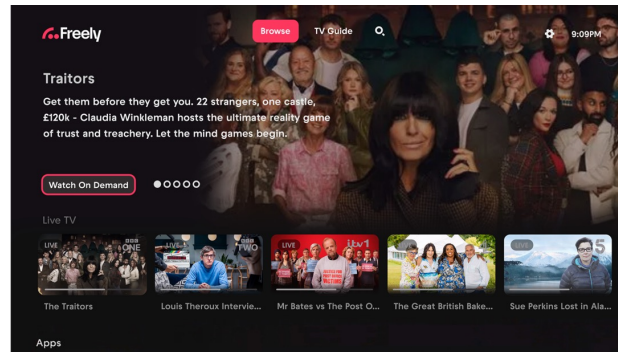 Freely
Browse
TV Guide
9:09PM
Traitors
Get them before they get you. 22 strangers, one castle,
£120k - Claudia Winkleman hosts the ultimate reality game
of trust and treachery. Let the mind games begin.
Watch On Demand
Live TV
LIVE
BBC
ONE
LIVE
BBC
TWO
LIVE
itv1
LIVE
LIVE
5
The Traitors
Louis Theroux Intervie...
Mr Bates vs The Post O...
The Great British Bake...
Sue Perkins Lost in Ala...
Apps